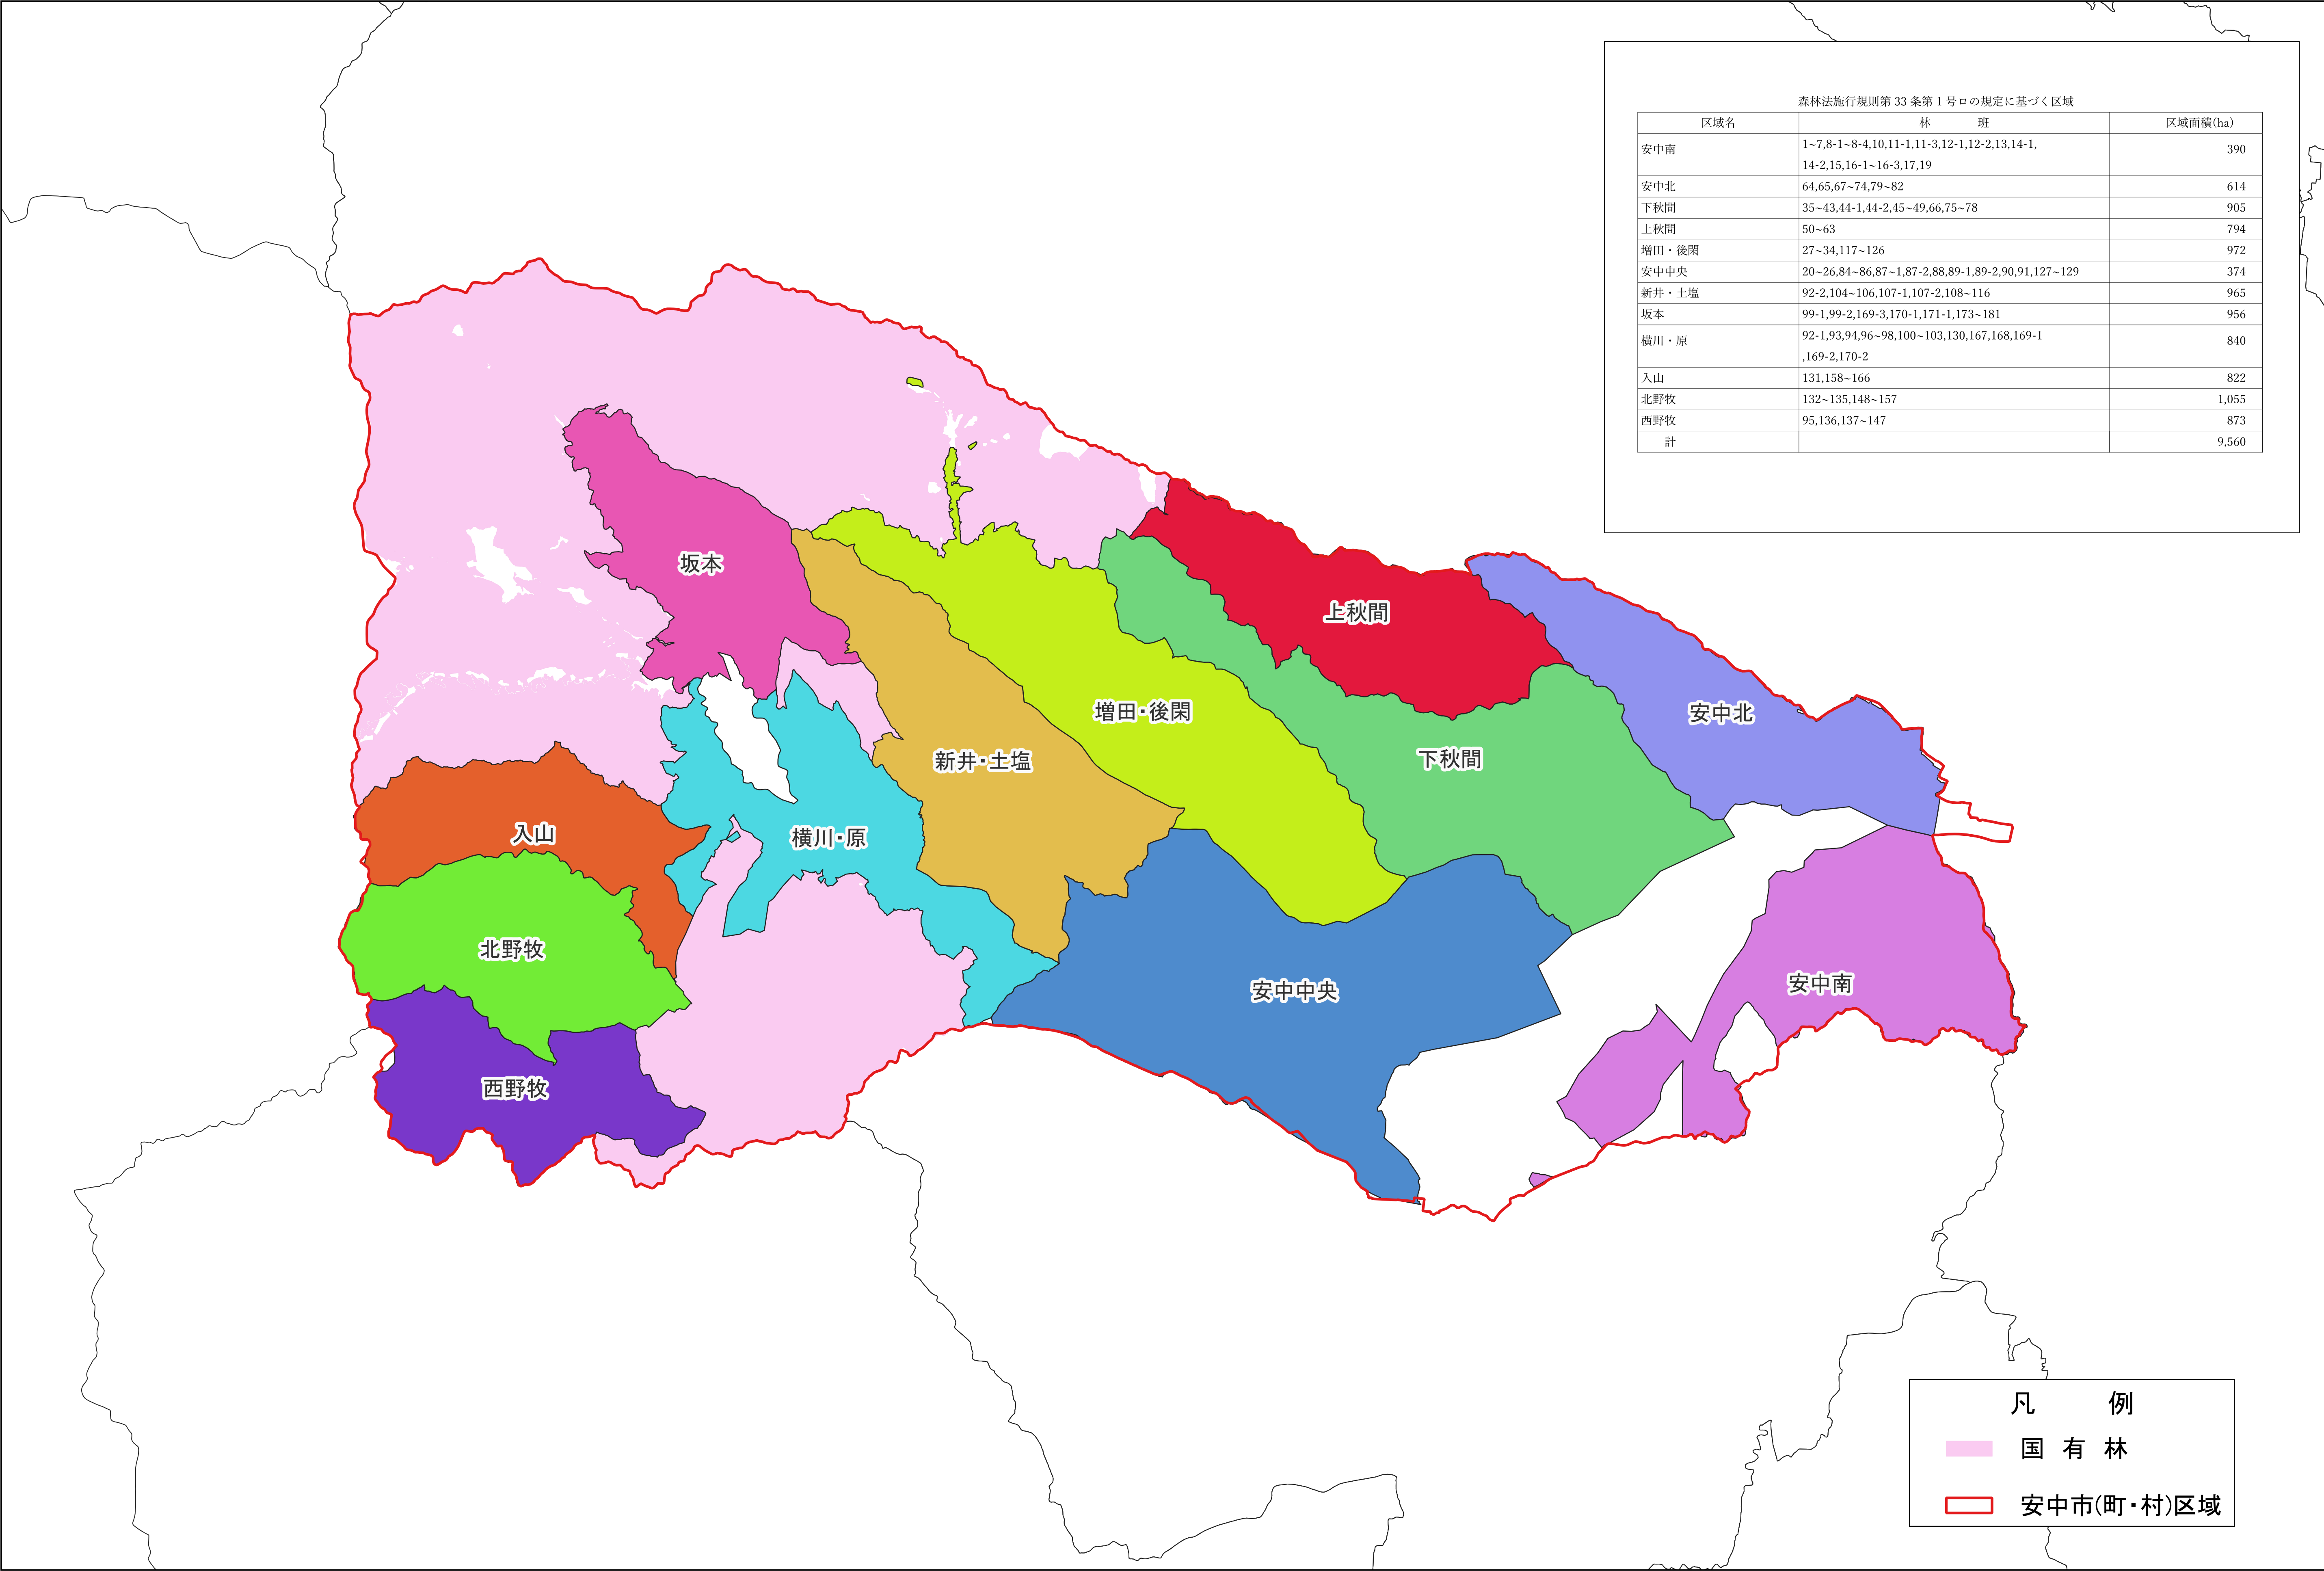 森林法施行規則第 33 条第 1 号ロの規定に基づく区域
区域名 林 班 区域面積(ha)
安中南 1~7,8-1~8-4,10,11-1,11-3,12-1,12-2,13,14-1, 390
14-2,15,16-1~16-3,17,19
安中北 64,65,67~74,79~82 614
下秋間 35~43,44-1,44-2,45~49,66,75~78 905
上秋間 50~63 794
増田・後閑 27~34,117~126 972
安中中央 20~26,84~86,87~1,87-2,88,89-1,89-2,90,91,127~129 374
新井・土塩 92-2,104~106,107-1,107-2,108~116 965
坂本 99-1,99-2,169-3,170-1,171-1,173~181 956
横川・原 92-1,93,94,96~98,100~103,130,167,168,169-1 840
,169-2,170-2
入山 131,158~166 822
北野牧 132~135,148~157 1,055
西野牧 95,136,137~147 873
計 9,560
坂本
上秋間
増田・後閑
安中北
新井・土塩
下秋間
入山
横川・原
北野牧
安中中央
安中南
西野牧
凡 例
国 有 林
安中市(町・村)区域